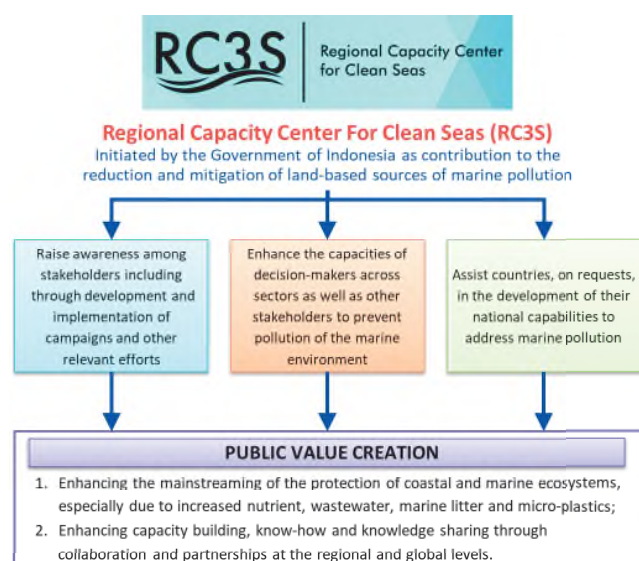 RC3S
Regional Capacity Center
for Clean Seas
Regional Capacity Center For Clean Seas (RC3S)
Initiated by the Government of Indonesia as contribution to the
reduction and mitigation of land-based sources of marine pollution
Raise awareness among
stakeholders including
through development and
implementation of
campaigns and other
relevant efforts
Enhance the capacities of
decision-makers across
sectors as well as other
stakeholders to prevent
pollution of the marine
environment
Assist countries, on requests,
in the development of their
national capabilities to
address marine pollution
PUBLIC VALUE CREATION
1. Enhancing the mainstreaming of the protection of coastal and marine ecosystems,
especially due to increased nutrient, wastewater, marine litter and micro-plastics;
2. Enhancing capacity building, know-how and knowledge sharing through
collaboration and partnerships at the regional and global levels.